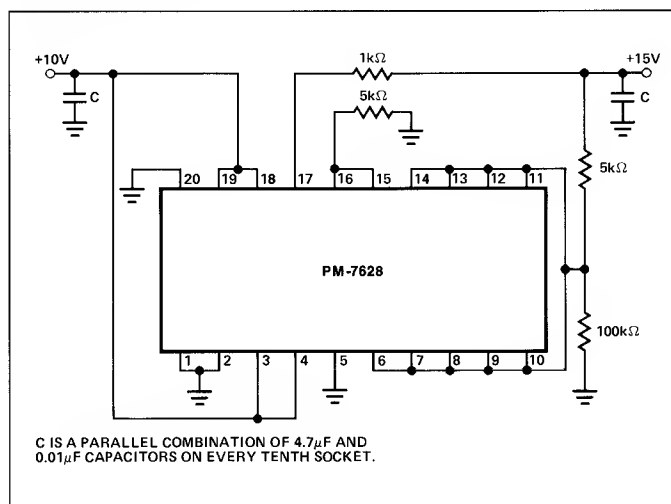 +10V
C
1kΩ
5kΩ
+15V
C
5kΩ
20 19 18 17 16 15 14 13 12 11
PM-7628
100kΩ
1 2 3 4 5 6 7 8 9 10
C IS A PARALLEL COMBINATION OF 4.7μF AND
0.01μF CAPACITORS ON EVERY TENTH SOCKET.